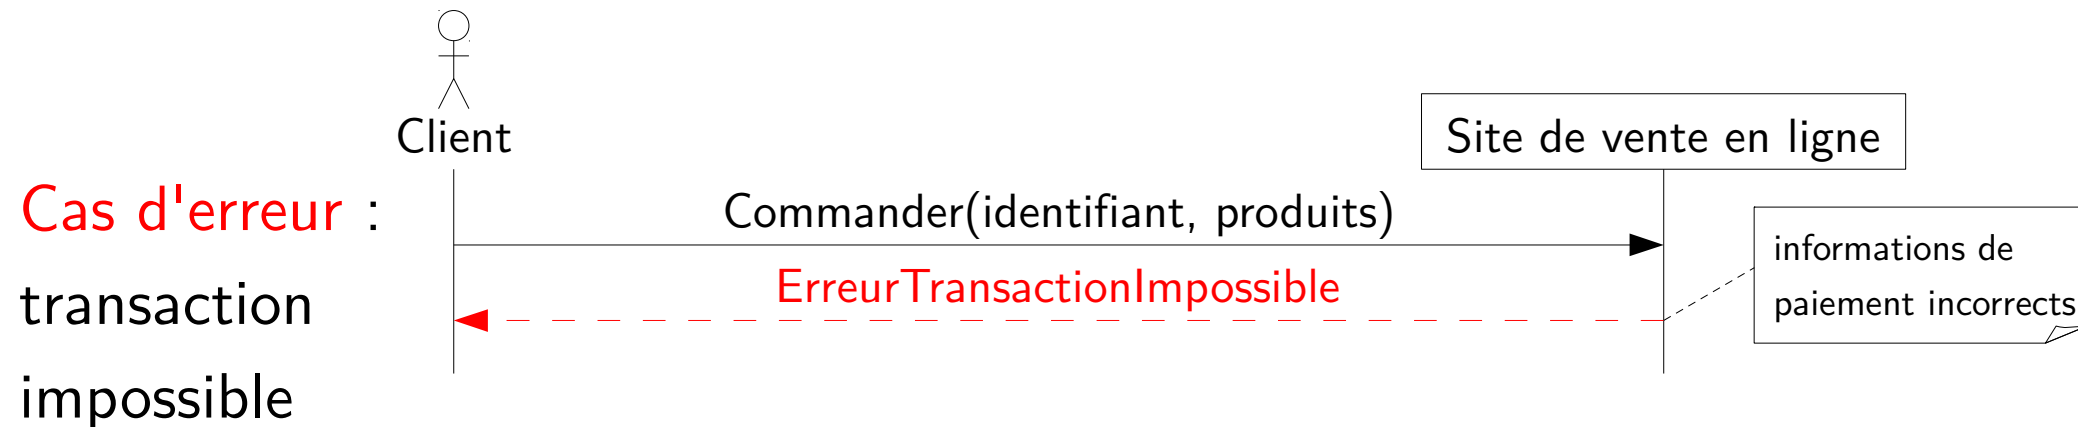 Client
Site de vente en ligne
Cas d'erreur :
transaction
impossible
Commander(identifiant, produits)
ErreurTransactionImpossible
informations de
paiement incorrects